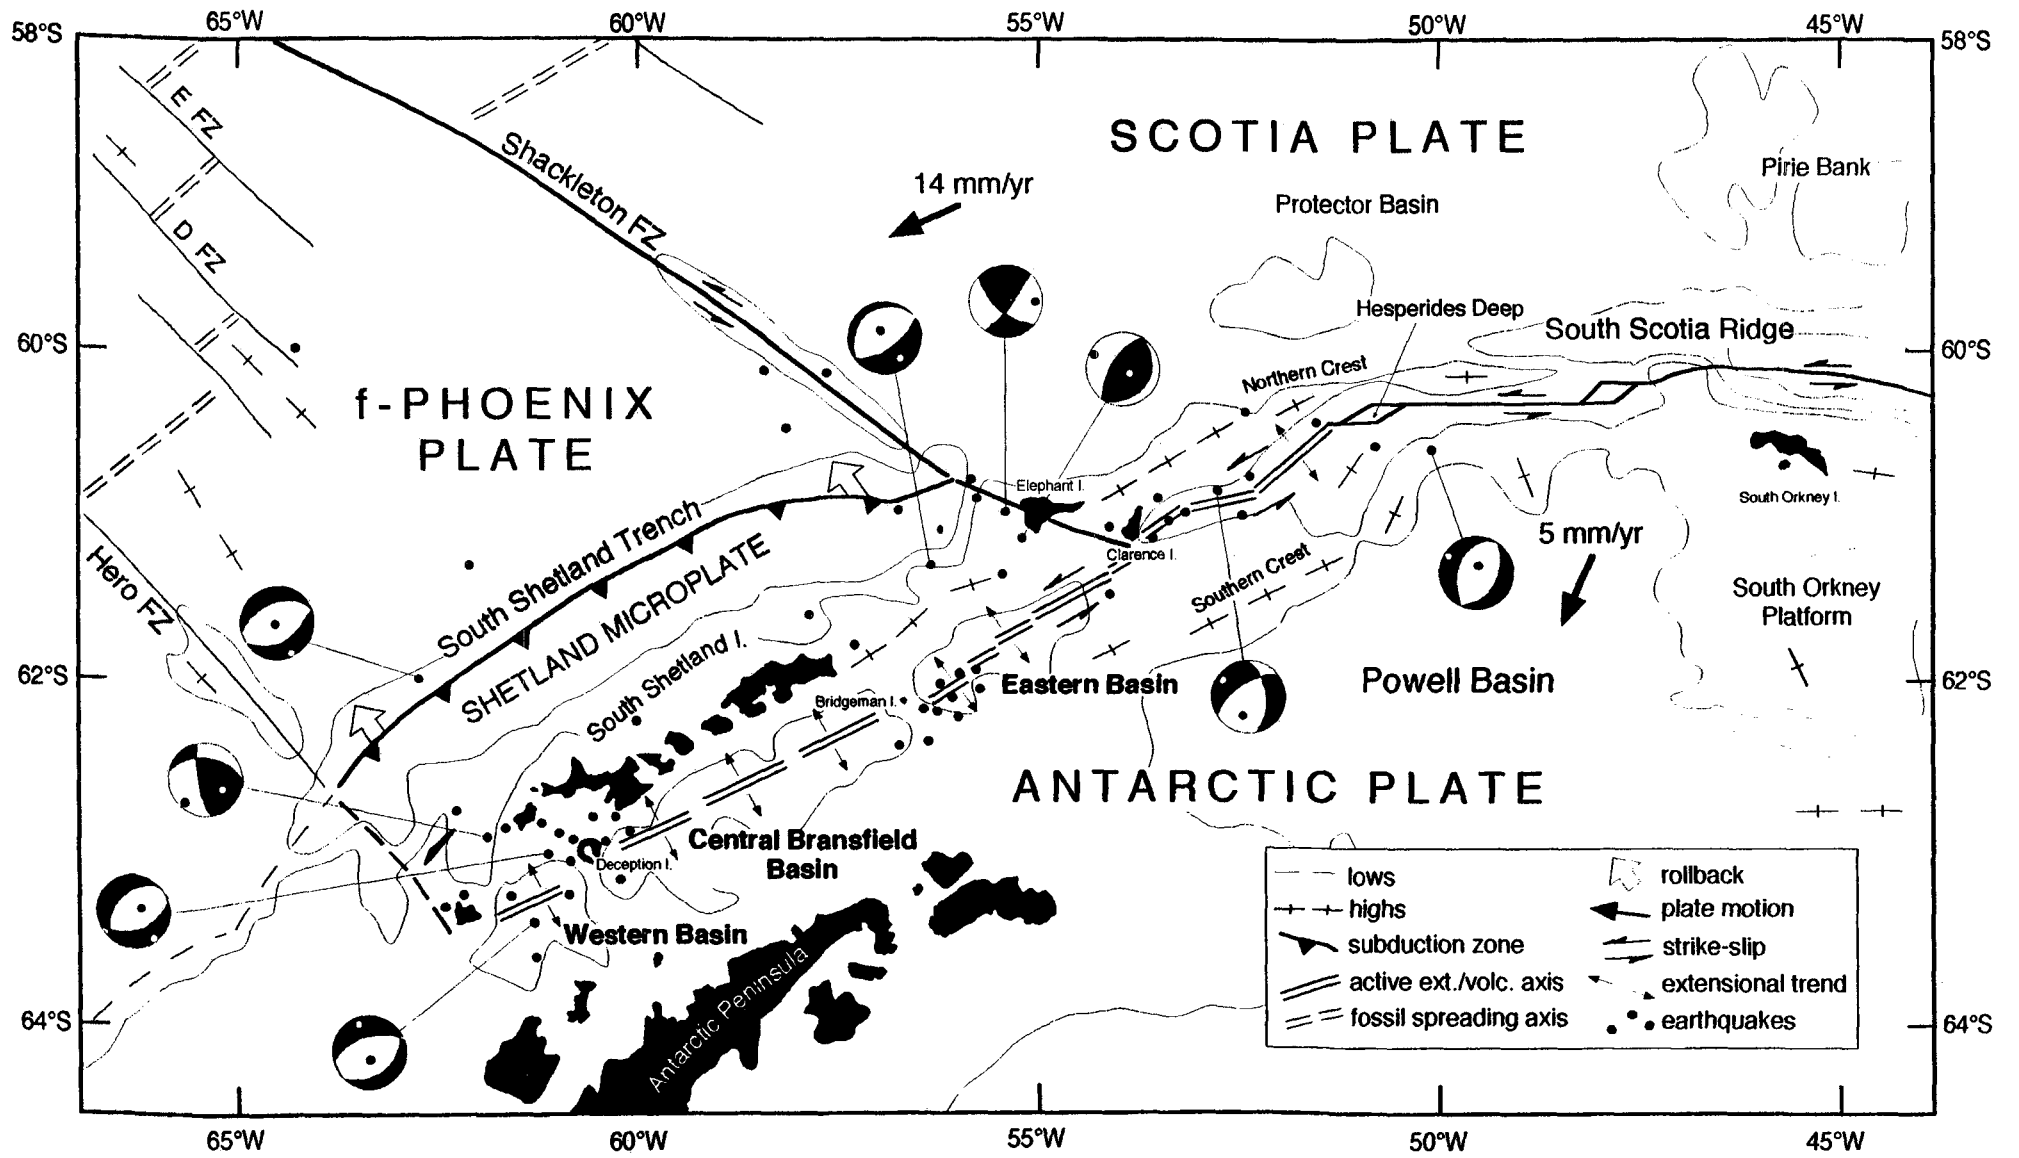 65°W 60°W 55°W 50°W 45°W
58°S
58°S
E FZ
D FZ
Shackleton FZ
SCOTIA PLATE
Pirie Bank
14 mm/yr
Protector Basin
Hesperides Deep
South Scotia Ridge
60°S
60°S
Northern Crest
f-PHOENIX
PLATE
Elephant I.
South Orkney I.
Clarence I.
5 mm/yr
Southern Crest
South Shetland Trench
SHETLAND MICROPLATE
Hero FZ
South Orkney
Platform
South Shetland I.
62°S
62°S
Bridgeman I.
Eastern Basin
Powell Basin
ANTARCTIC PLATE
Central Bransfield
Basin
Deception I.
Western Basin
Antarctic Peninsula
lows
highs
subduction zone
active ext./volc. axis
fossil spreading axis
rollback
plate motion
strike-slip
extensional trend
earthquakes
64°S
64°S
65°W 60°W 55°W 50°W 45°W